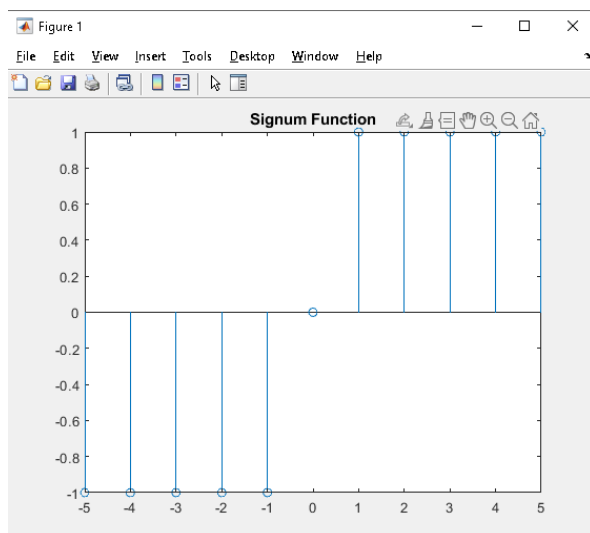 Figure 1
File Edit View Insert Tools Desktop Window Help
Signum Function
1
0.8
0.6
0.4
0.2
0
-0.2
-0.4
-0.6
-0.8
-1
-5 -4 -3 -2 -1 0 1 2 3 4 5